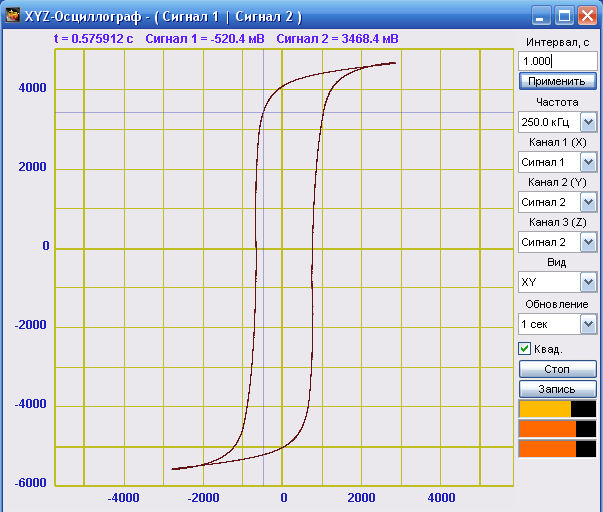 XYZ-Осциллограф - ( Сигнал 1 | Сигнал 2 )
t = 0.575912 с Сигнал 1 = -520.4 мВ Сигнал 2 = 3468.4 мВ
4000
2000
0
-2000
-4000
-6000
-4000 -2000 0 2000 4000
Интервал, с
1.000
Применить
Частота
250.0 кГц
Канал 1 (X)
Сигнал 1
Канал 2 (Y)
Сигнал 2
Канал 3 (Z)
Сигнал 2
Вид
XY
Обновление
1 сек
Квад.
Стоп
Запись